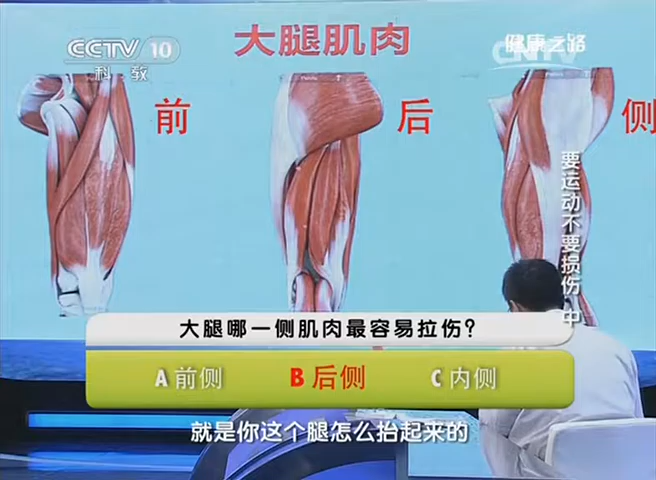 CCTV 10
科教
大腿肌肉
健康之路
CNTV
前
后
侧
要运动不要损伤 中
大腿哪一侧肌肉最容易拉伤?
A 前侧
B 后侧
C 内侧
就是你这个腿怎么抬起来的